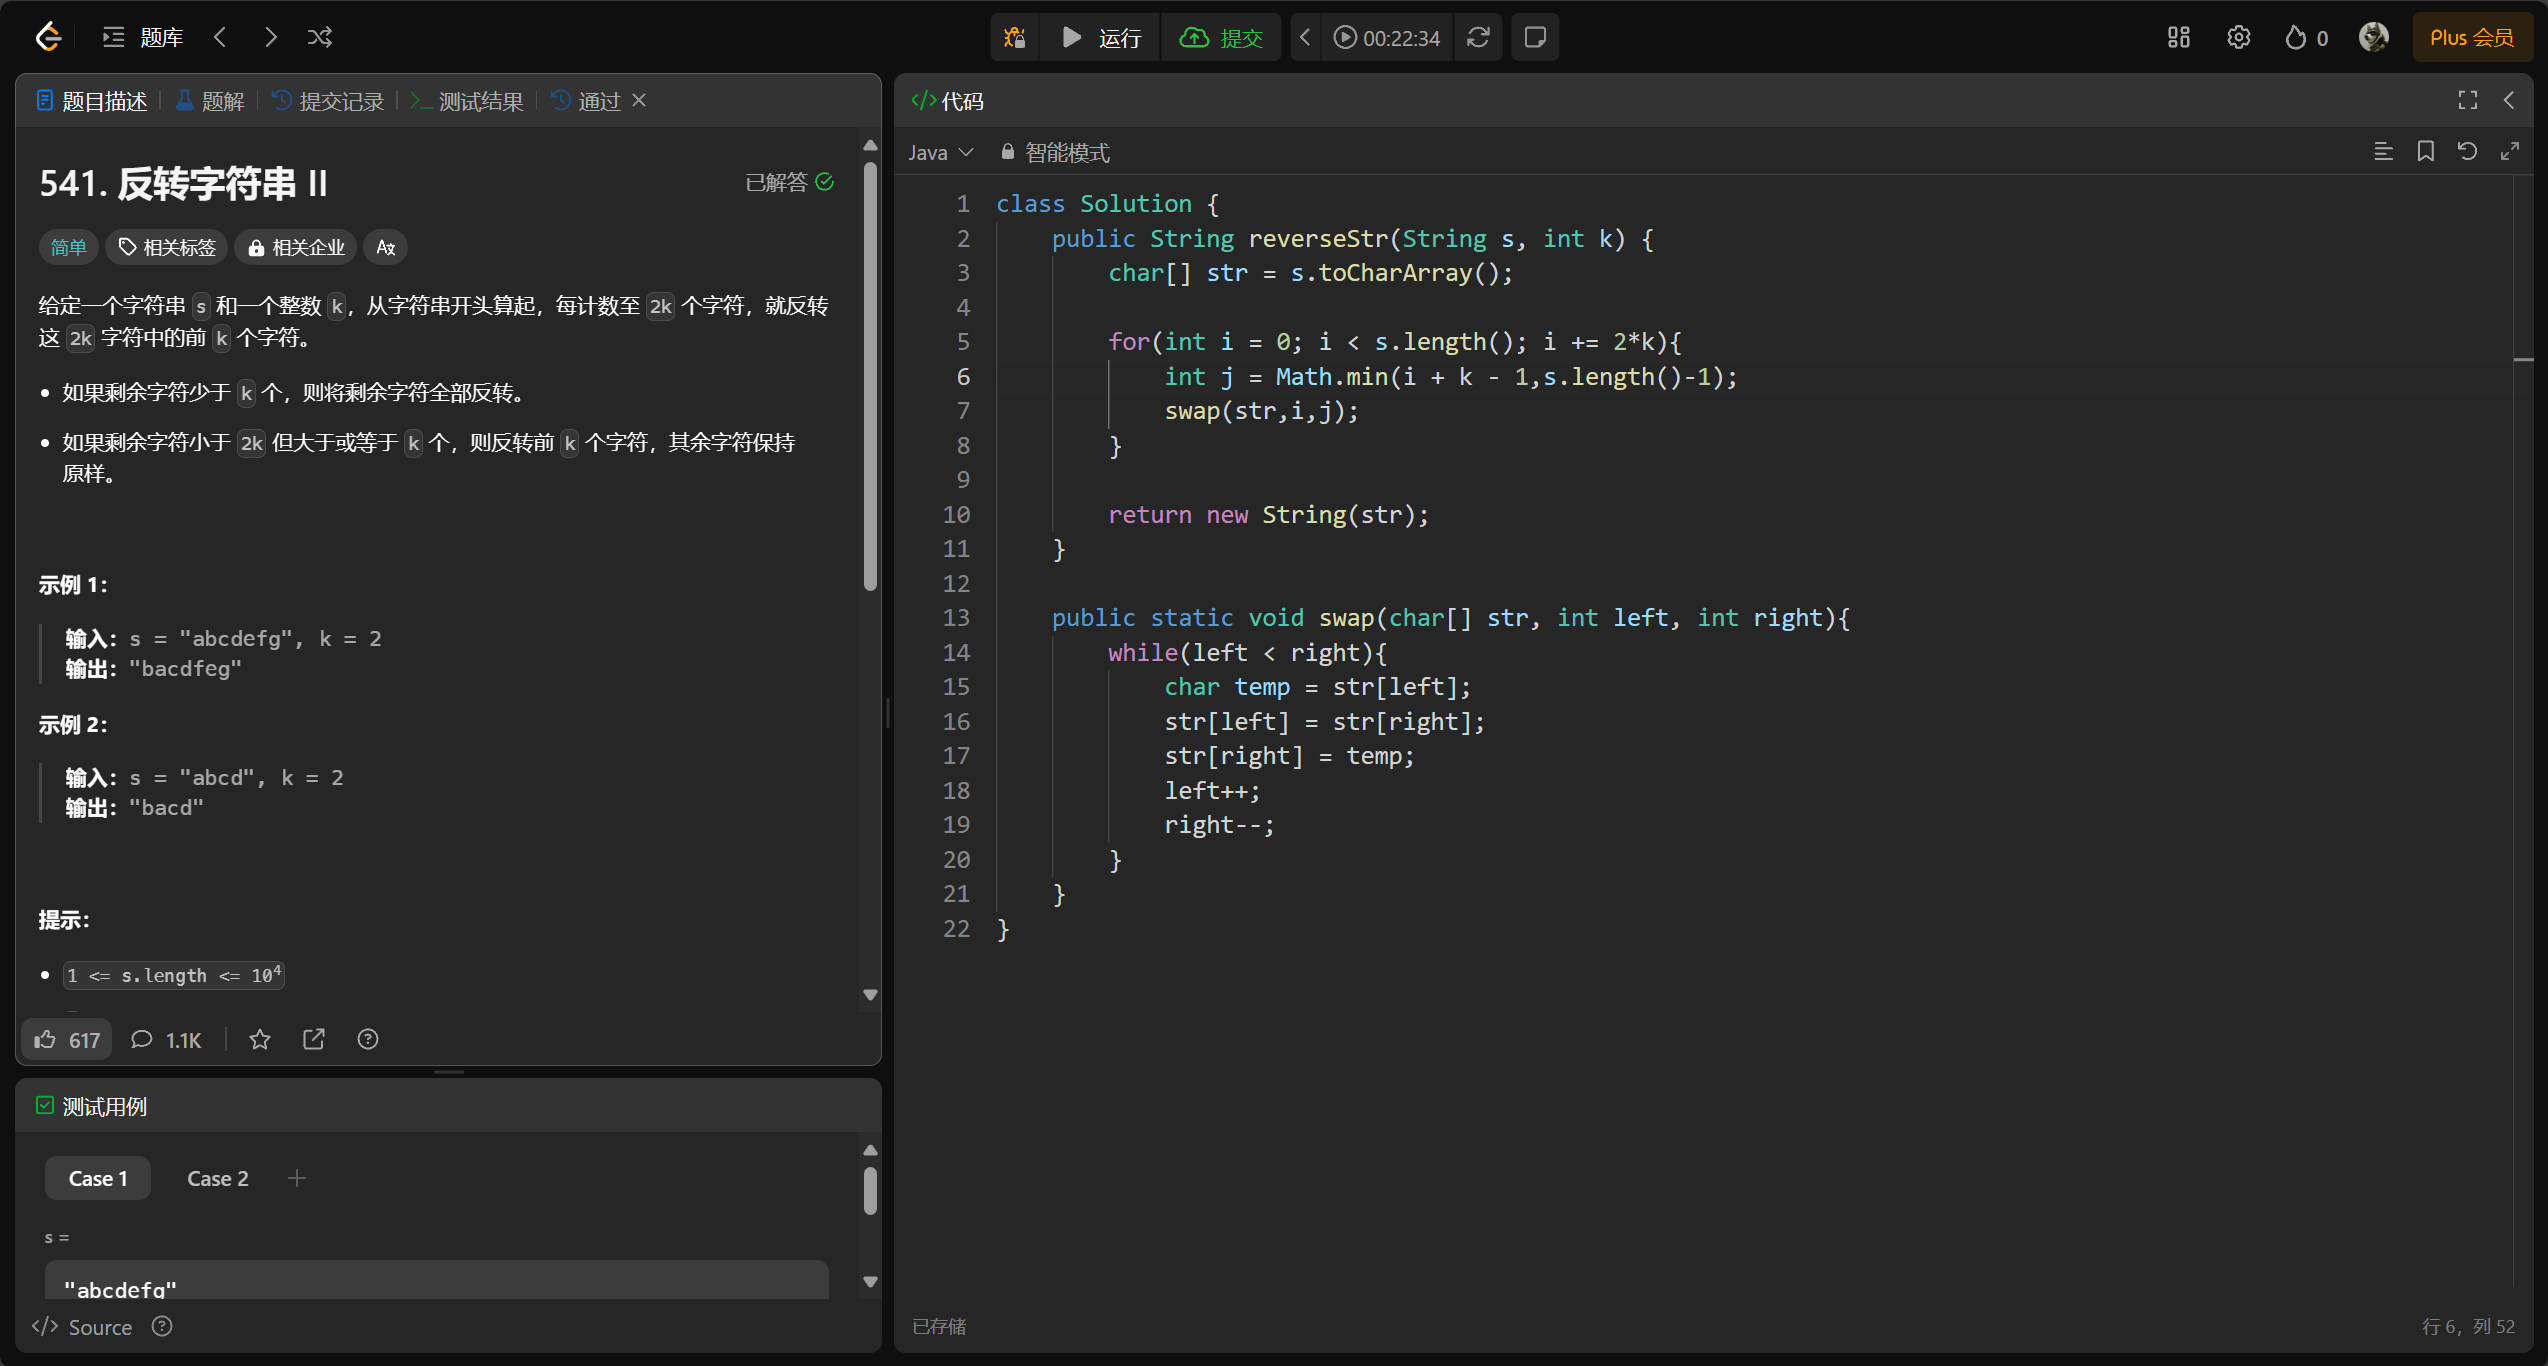 题库
运行
提交
00:22:34
0
Plus 会员
题目描述
题解
提交记录
测试结果
通过
541. 反转字符串 II
已解答
简单
相关标签
相关企业
给定一个字符串 s 和一个整数 k，从字符串开头算起，每计数至 2k 个字符，就反转
这 2k 字符中的前 k 个字符。
如果剩余字符少于 k 个，则将剩余字符全部反转。
如果剩余字符小于 2k 但大于或等于 k 个，则反转前 k 个字符，其余字符保持
原样。
示例 1：
输入：s = "abcdefg", k = 2
输出："bacdfeg"
示例 2：
输入：s = "abcd", k = 2
输出："bacd"
提示：
1 <= s.length <= 10⁴
617
1.1K
测试用例
Case 1
Case 2
s =
"abcdefg"
</> Source
</> 代码
Java
智能模式
1 class Solution {
2     public String reverseStr(String s, int k) {
3         char[] str = s.toCharArray();
4
5         for(int i = 0; i < s.length(); i += 2*k){
6             int j = Math.min(i + k - 1,s.length()-1);
7             swap(str,i,j);
8         }
9
10         return new String(str);
11     }
12
13     public static void swap(char[] str, int left, int right){
14         while(left < right){
15             char temp = str[left];
16             str[left] = str[right];
17             str[right] = temp;
18             left++;
19             right--;
20         }
21     }
22 }
已存储
行 6，列 52